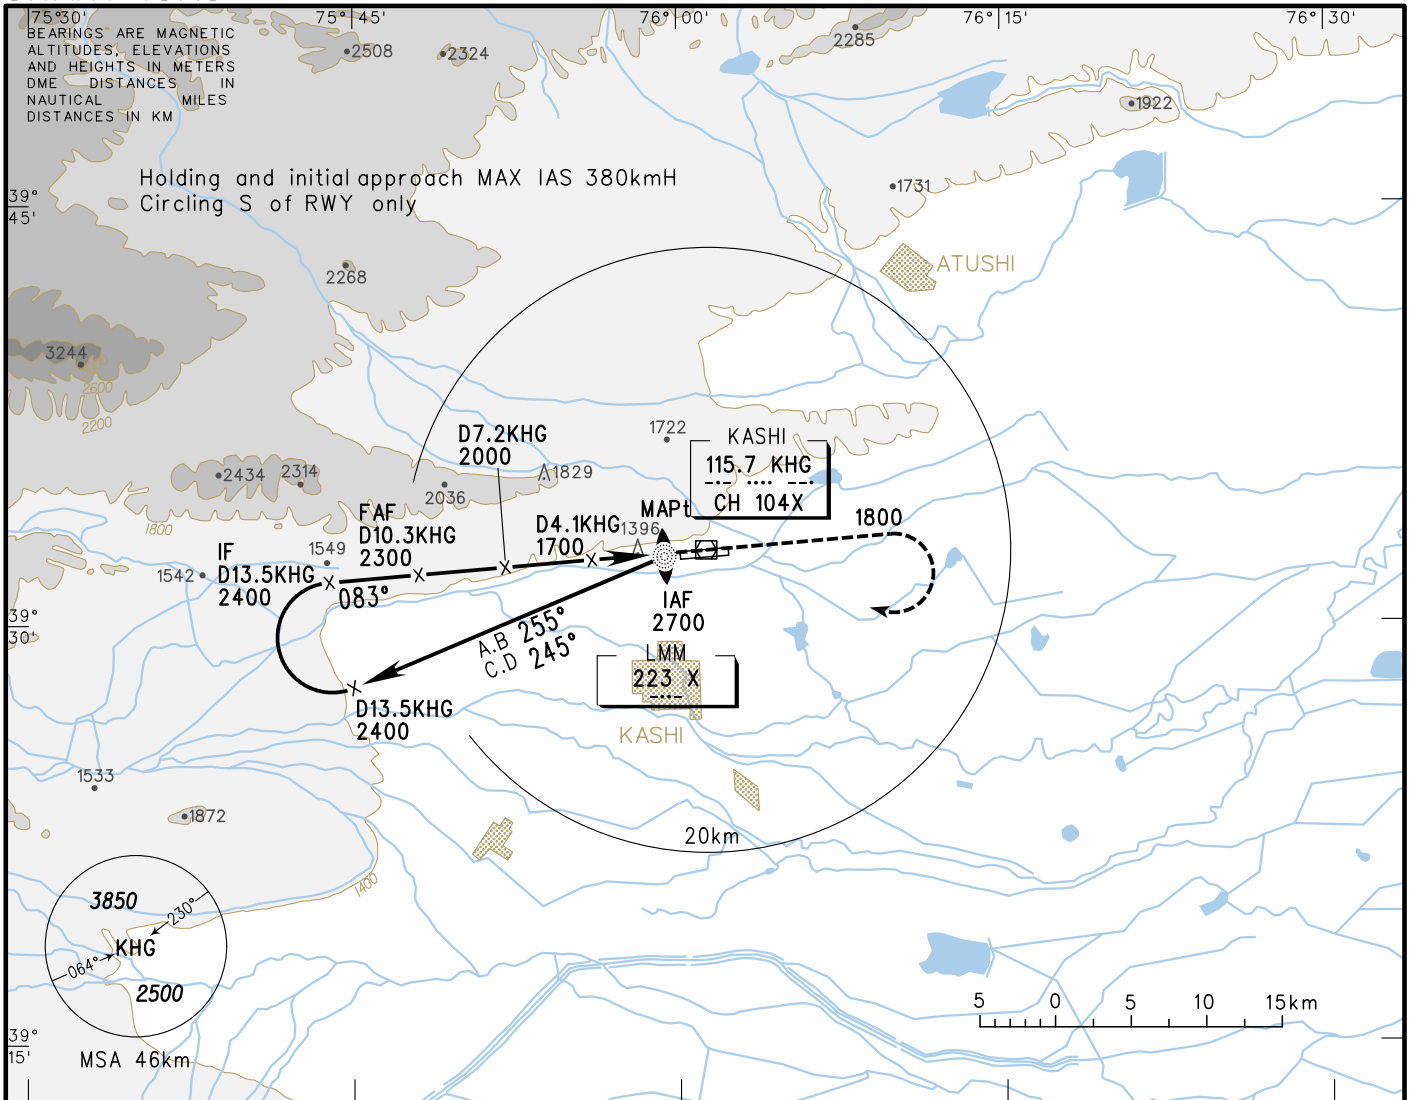 75°30'
75°45'
76°00'
76°15'
76°30'
BEARINGS ARE MAGNETIC
ALTITUDES, ELEVATIONS
AND HEIGHTS IN METERS
DME DISTANCES IN
NAUTICAL MILES
DISTANCES IN KM
2508
2324
2285
1922
Holding and initial approach MAX IAS 380kmH
Circling S of RWY only
1731
39°
45'
ATUSHI
2268
3244
2600
2200
D7.2KHG
2000
1722
KASHI
115.7 KHG
CH 104X
2434
2314
2036
1829
1800
FAF
D10.3KHG
2300
D4.1KHG
1700
1396
MAPt
1800
IF
D13.5KHG
2400
1549
1542
083°
39°
30'
IAF
2700
A.B 255°
C.D 245°
LMM
223 X
KASHI
D13.5KHG
2400
1533
1872
20km
1400
3850
230°
KHG
064°
2500
5 0 5 10 15km
39°
15'
MSA 46km